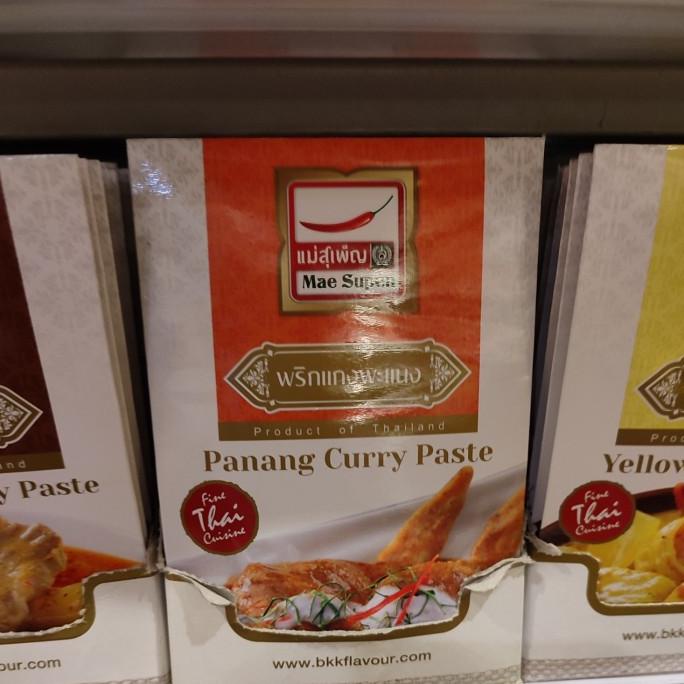 แม่สุเพ็ญ
Mae Supen
พริกแกงพะแนง
Product of Thailand
Panang Curry Paste
Fine
Thai
Cuisine
www.bkkflavour.com
y Paste
our.com
Yellow
Fine
Thai
Cuisine
www.bkk